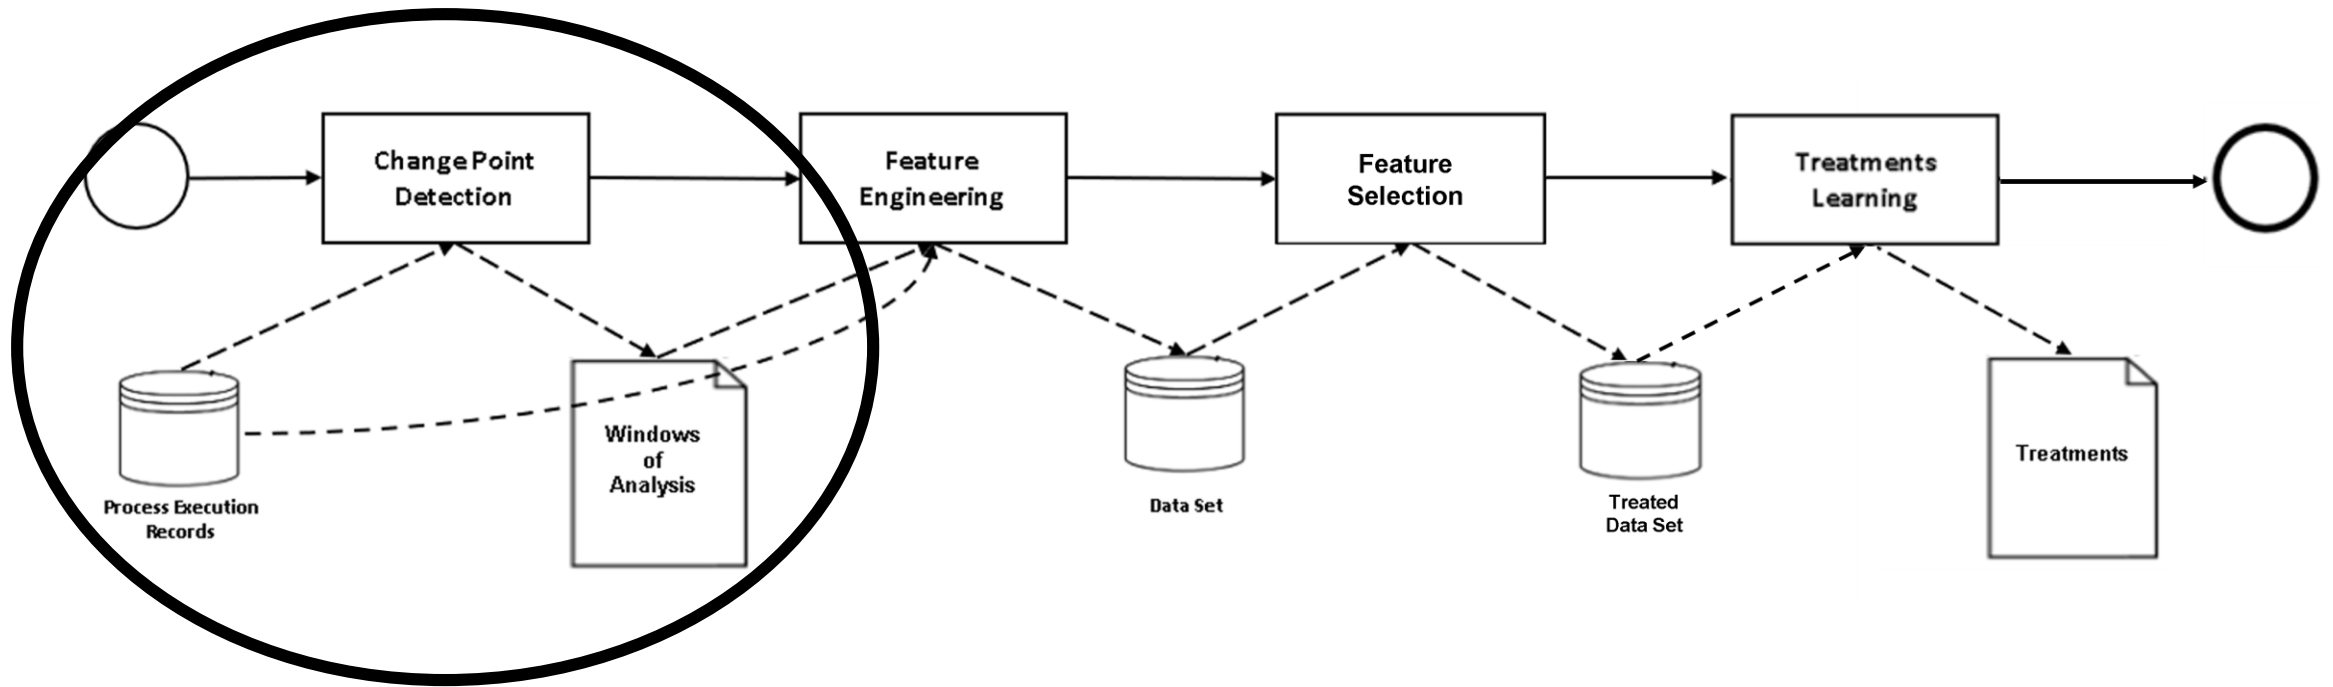 Change Point
Detection
Feature
Engineering
Feature
Selection
Treatments
Learning
Process Execution
Records
Windows
of
Analysis
Data Set
Treated
Data Set
Treatments